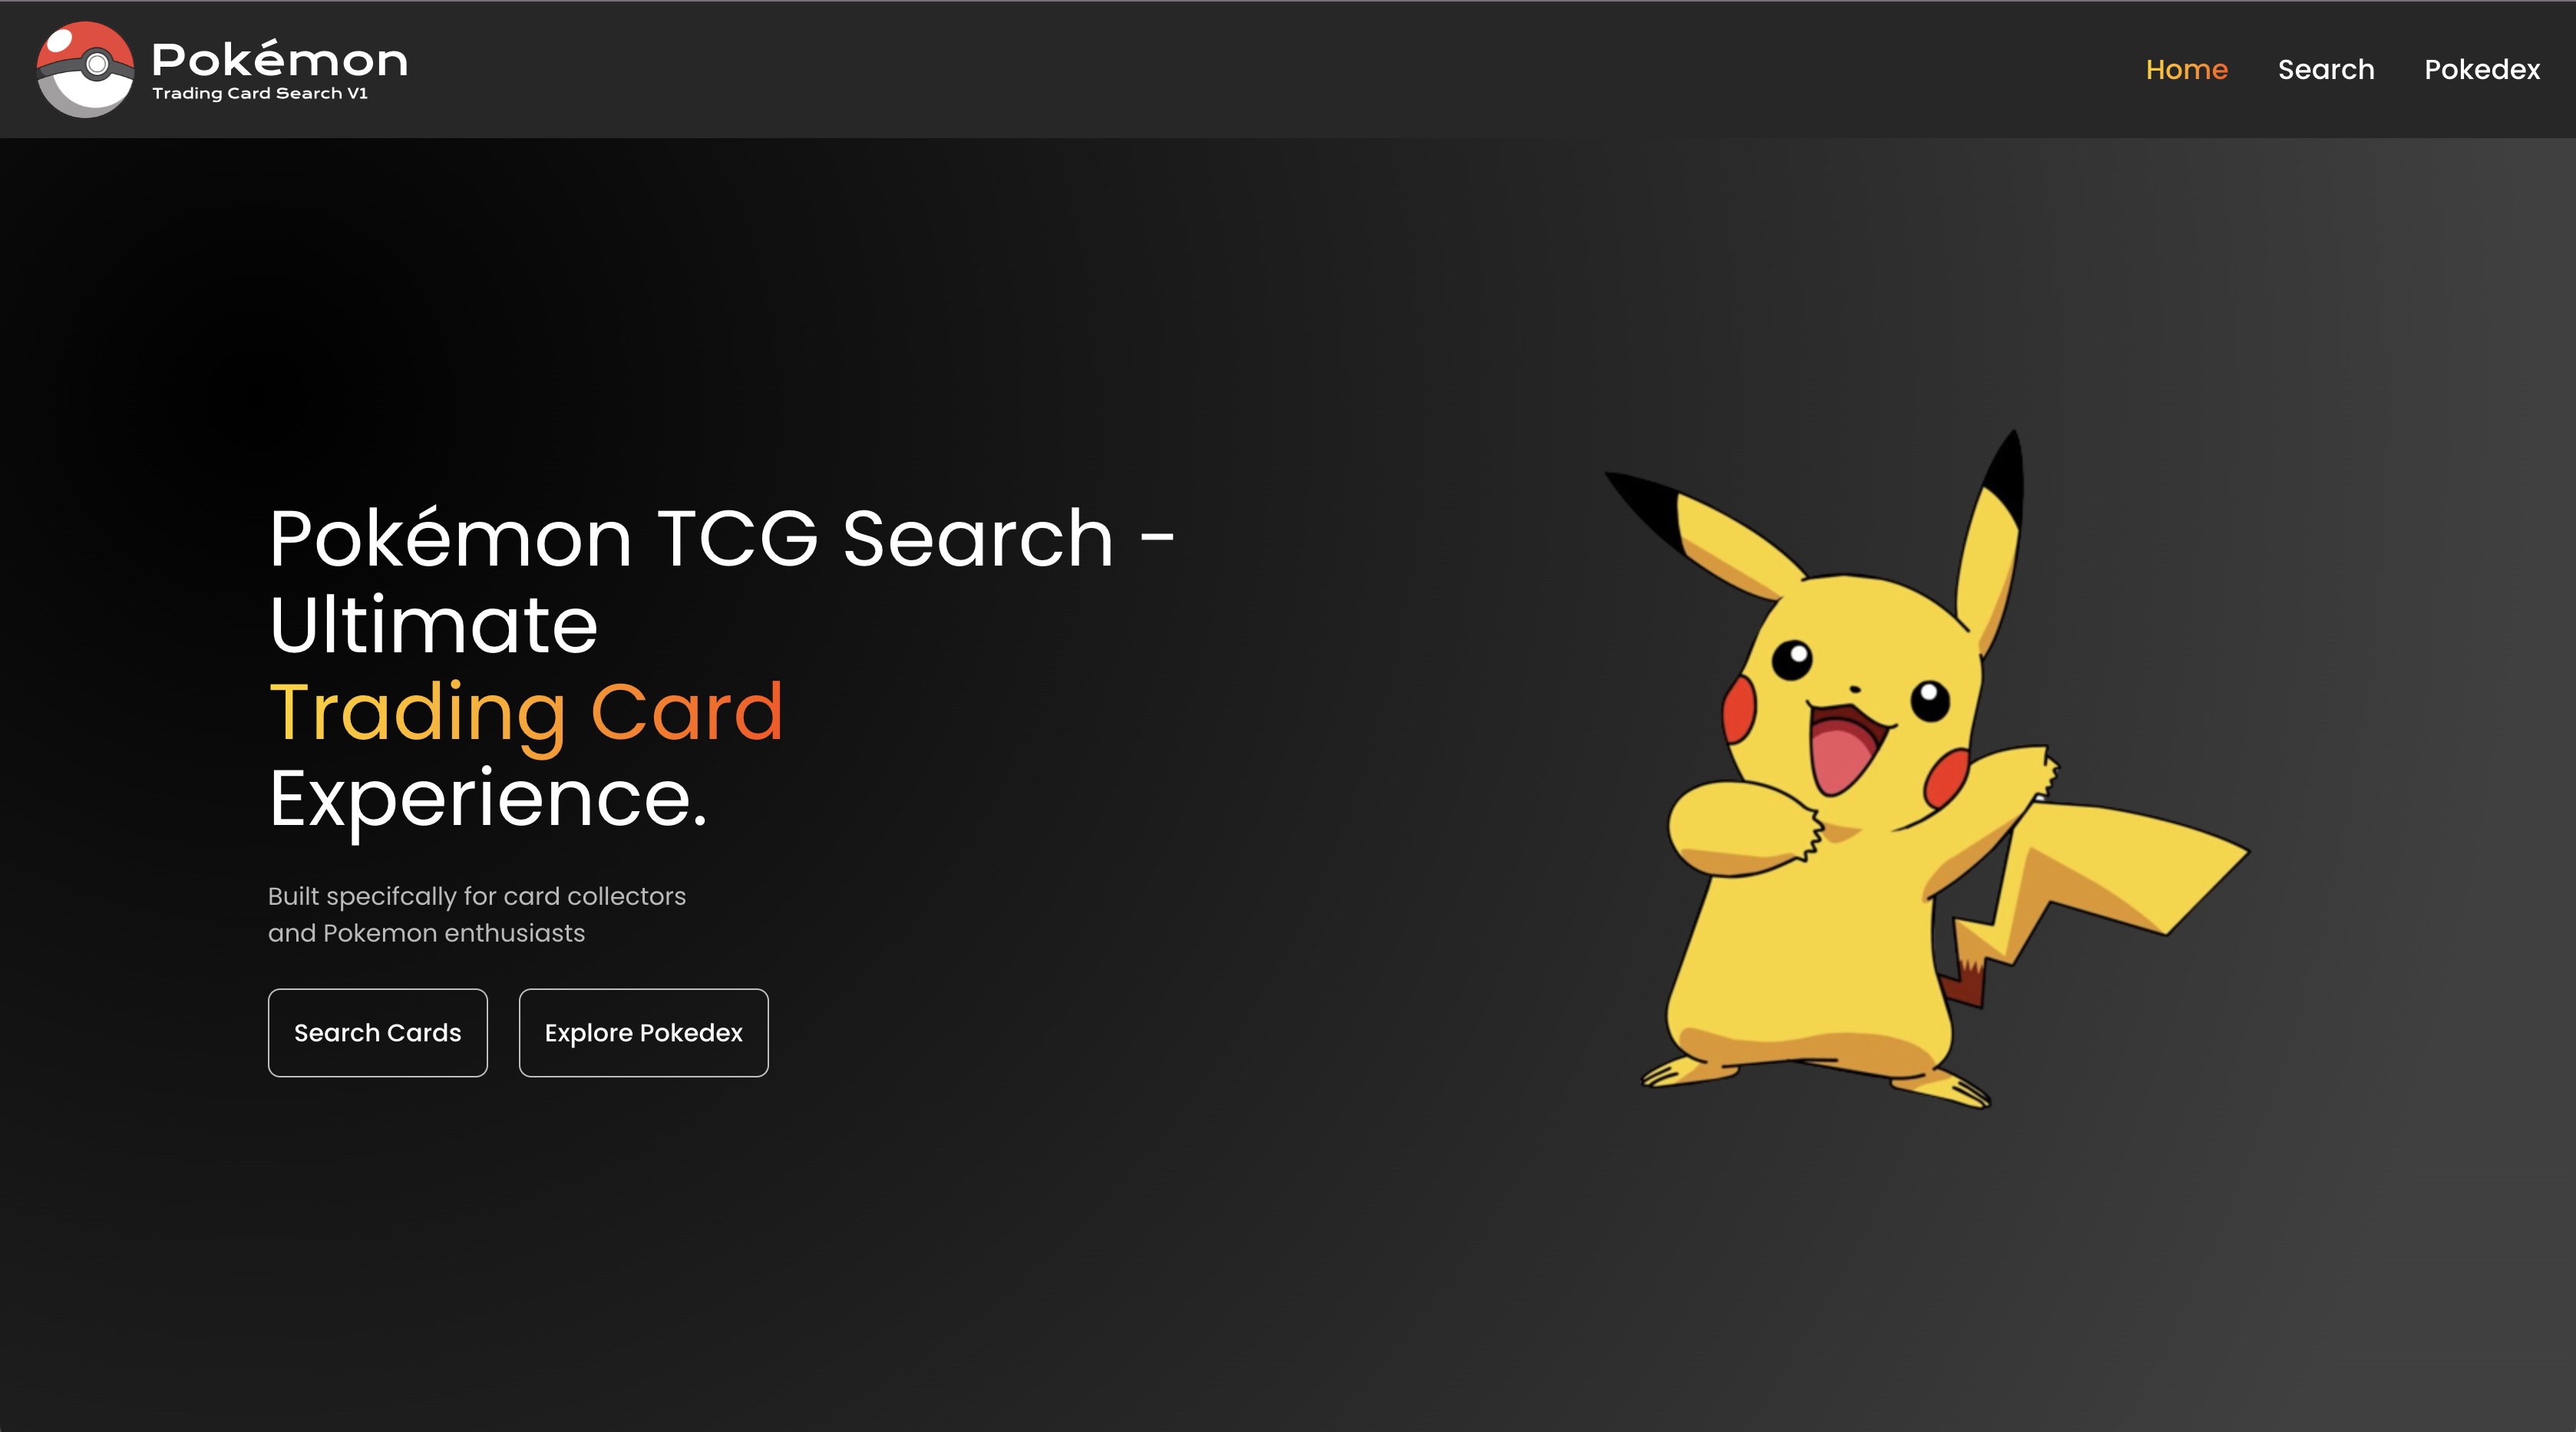 Pokémon
Trading Card Search V1
Home Search Pokedex
Pokémon TCG Search -
Ultimate
Trading Card
Experience.
Built specifcally for card collectors
and Pokemon enthusiasts
Search Cards Explore Pokedex